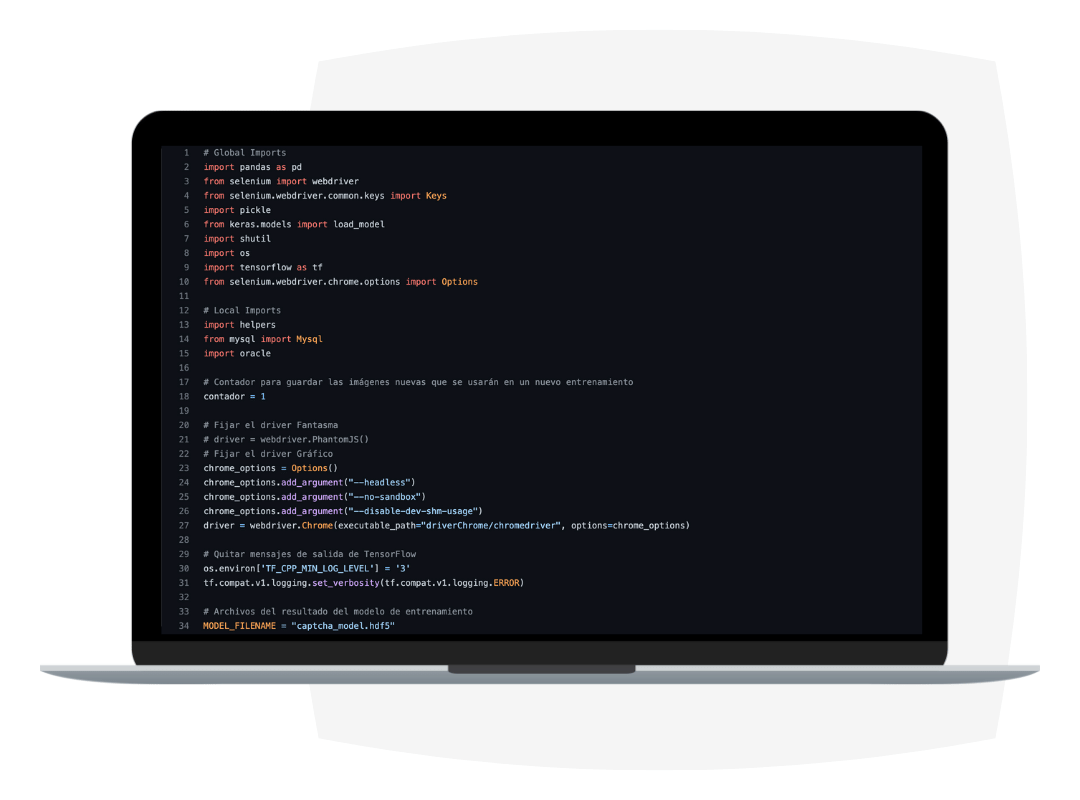 1 # Global Imports
2 import pandas as pd
3 from selenium import webdriver
4 from selenium.webdriver.common.keys import Keys
5 import pickle
6 from keras.models import load_model
7 import shutil
8 import os
9 import tensorflow as tf
10 from selenium.webdriver.chrome.options import Options
11
12 # Local Imports
13 import helpers
14 from mysql import Mysql
15 import oracle
16
17 # Contador para guardar las imágenes nuevas que se usarán en un nuevo entrenamiento
18 contador = 1
19
20 # Fijar el driver Fantasma
21 # driver = webdriver.PhantomJS()
22 # Fijar el driver Gráfico
23 chrome_options = Options()
24 chrome_options.add_argument("--headless")
25 chrome_options.add_argument("--no-sandbox")
26 chrome_options.add_argument("--disable-dev-shm-usage")
27 driver = webdriver.Chrome(executable_path="driverChrome/chromedriver", options=chrome_options)
28
29 # Quitar mensajes de salida de TensorFlow
30 os.environ['TF_CPP_MIN_LOG_LEVEL'] = '3'
31 tf.compat.v1.logging.set_verbosity(tf.compat.v1.logging.ERROR)
32
33 # Archivos del resultado del modelo de entrenamiento
34 MODEL_FILENAME = "captcha_model.hdf5"